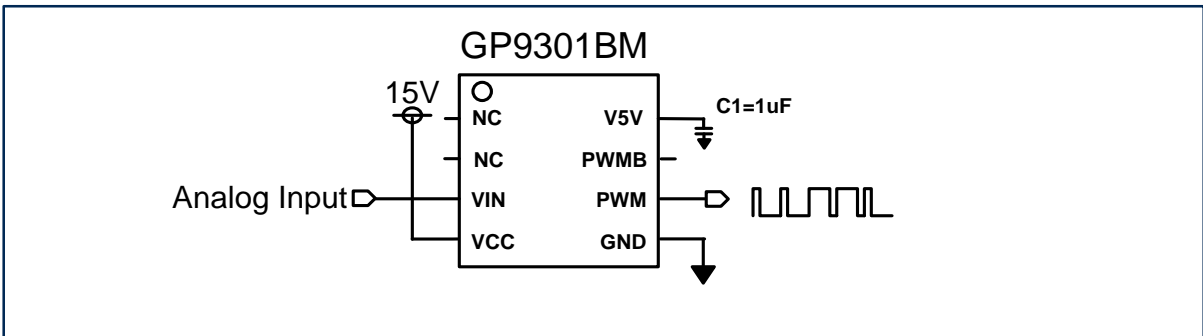 GP9301BM
15V
NC V5V C1=1uF
NC PWMB
Analog Input VIN PWM
VCC GND